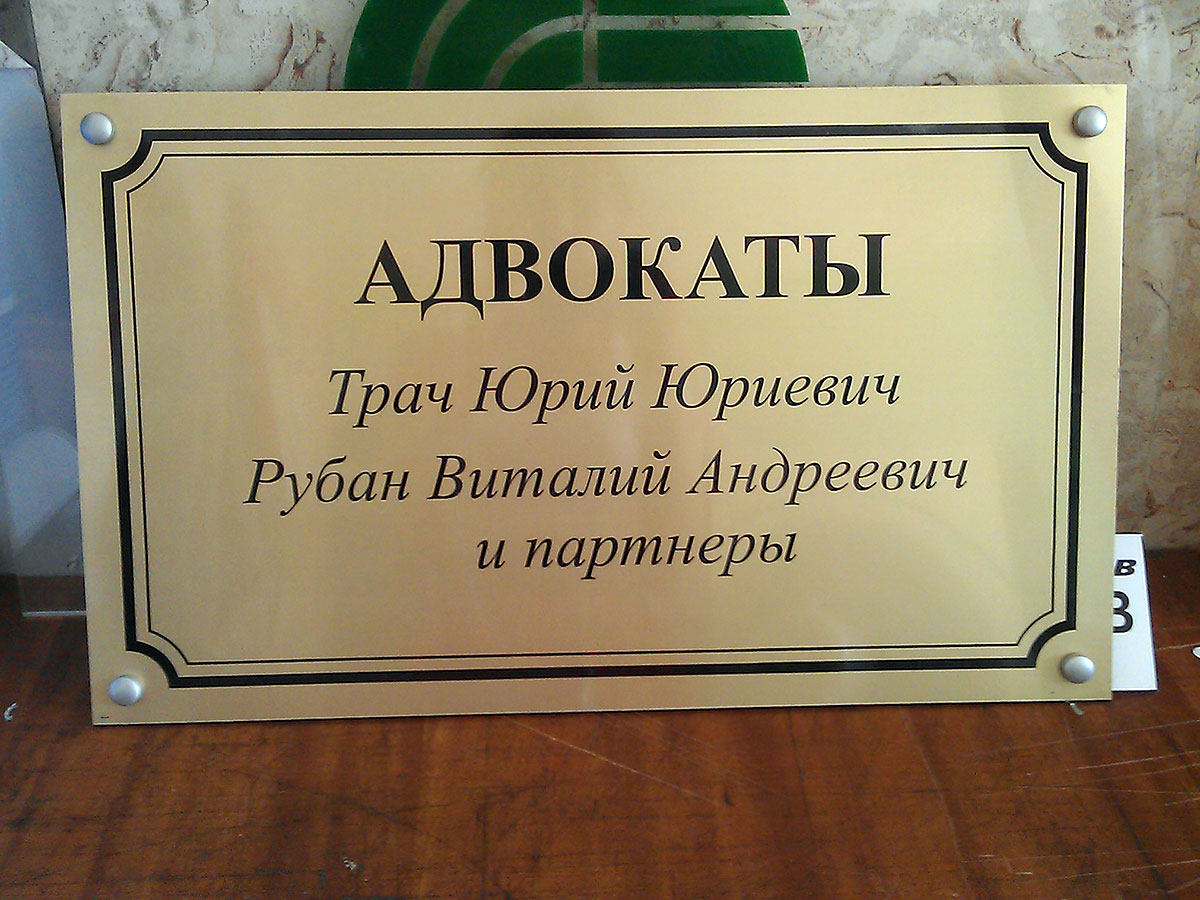 АДВОКАТЫ
Трач Юрий Юриевич
Рубан Виталий Андреевич
и партнеры
в